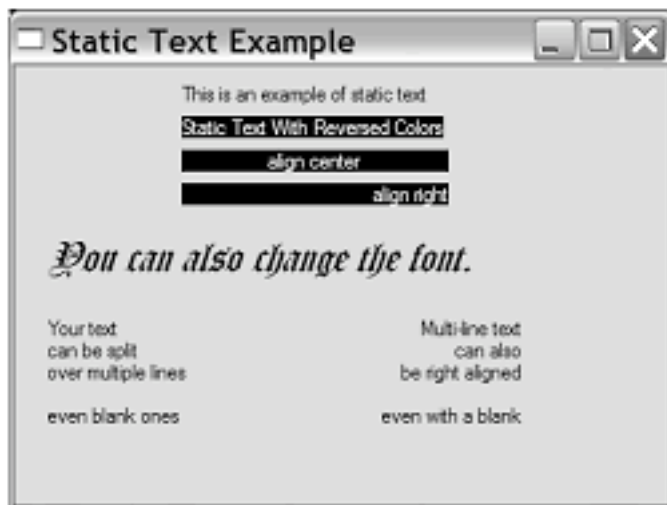 Static Text Example
This is an example of static text
Static Text With Reversed Colors
align center
align right
You can also change the font.
Your text
can be split
over multiple lines
even blank ones
Multi-line text
can also
be right aligned
even with a blank